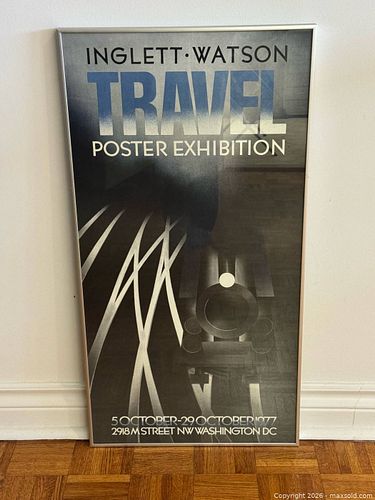 INGLETT·WATSON
TRAVEL
POSTER EXHIBITION
5 OCTOBER-29 OCTOBER 1977
2918 M STREET NW WASHINGTON DC
Copyright 2026 - maxsold.com